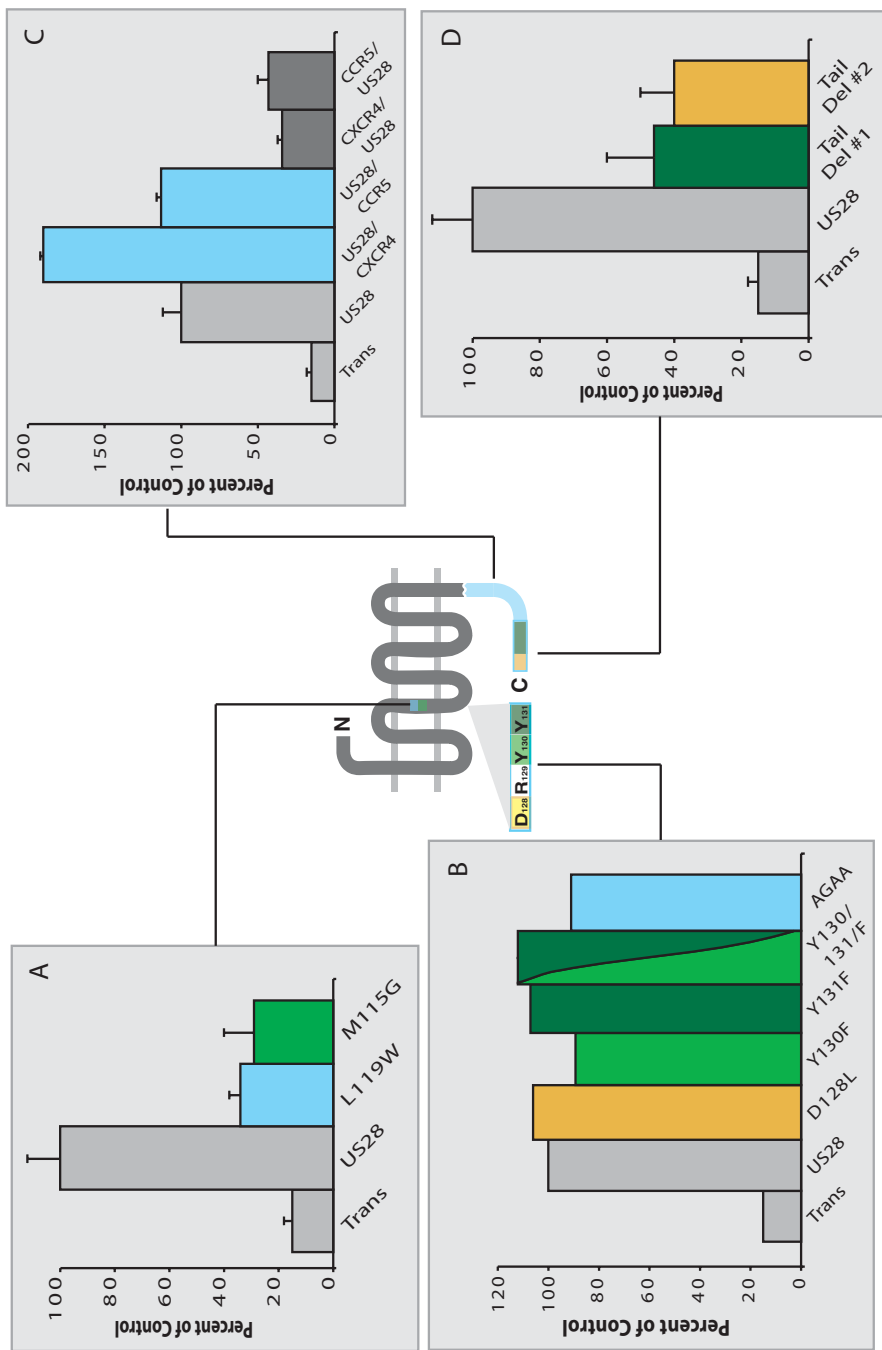 A
Percent of Control
100
80
60
40
20
0
Trans
US28
L119W
M115G
C
Percent of Control
200
150
100
50
0
Trans
US28
US28/
CXCR4
US28/
CCR5
CXCR4/
US28
CCR5/
US28
N
D128 R129 Y130 Y131
C
B
Percent of Control
120
100
80
60
40
20
0
Trans
US28
D128L
Y130F
Y131F
Y130/
131/F
AGAA
D
Percent of Control
100
80
60
40
20
0
Trans
US28
Tail
Del #1
Tail
Del #2